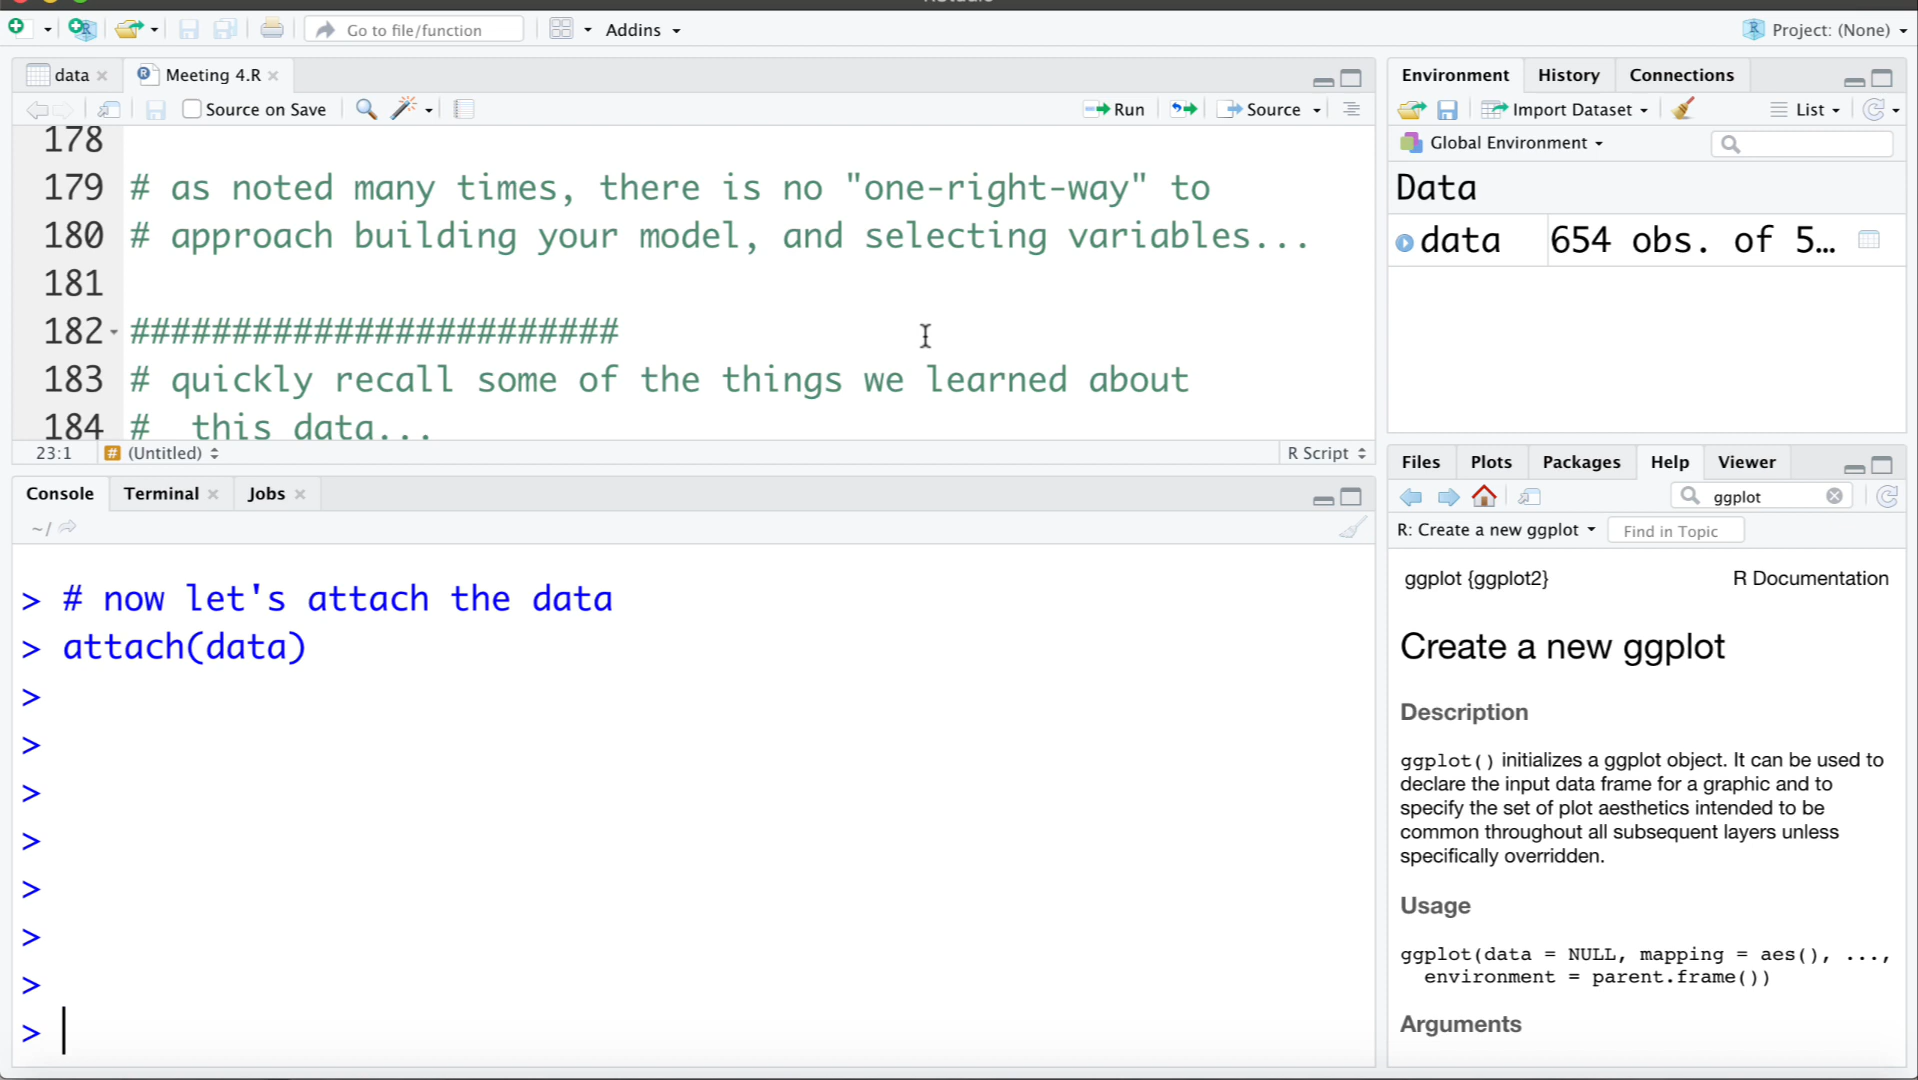 Go to file/function
Addins
Project: (None)
data
Meeting 4.R
Source on Save
Run
Source
178
179 # as noted many times, there is no "one-right-way" to
180 # approach building your model, and selecting variables...
181
182 ########################
183 # quickly recall some of the things we learned about
184 #  this data...
23:1
(Untitled)
R Script
Console
Terminal
Jobs
~/
> # now let's attach the data
> attach(data)
>
>
>
>
>
>
>
>
Environment
History
Connections
Import Dataset
List
Global Environment
Data
data 654 obs. of 5…
Files
Plots
Packages
Help
Viewer
ggplot
R: Create a new ggplot
Find in Topic
ggplot {ggplot2}
R Documentation
Create a new ggplot
Description
ggplot() initializes a ggplot object. It can be used to
declare the input data frame for a graphic and to
specify the set of plot aesthetics intended to be
common throughout all subsequent layers unless
specifically overridden.
Usage
ggplot(data = NULL, mapping = aes(), ...,
environment = parent.frame())
Arguments